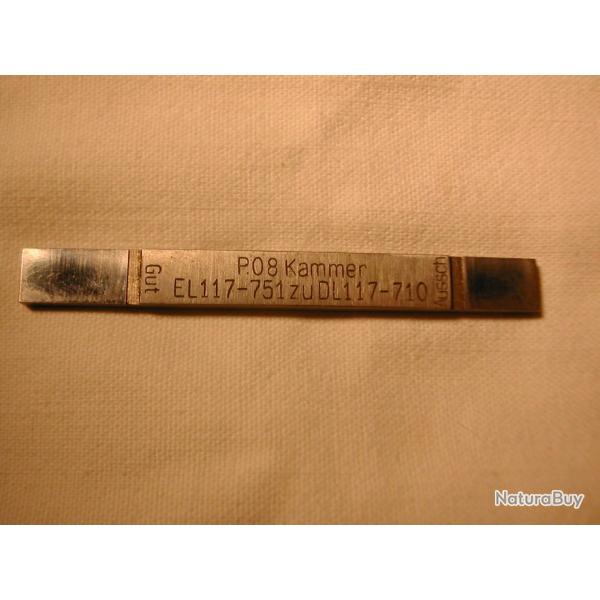 Gut
P.08 Kammer
EL117-751zuDL117-710
Aussch
NaturaBuy